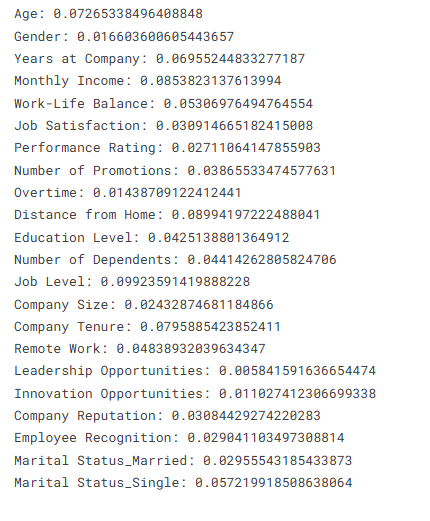 Age: 0.07265338496408848
Gender: 0.016603600605443657
Years at Company: 0.06955244833277187
Monthly Income: 0.0853823137613994
Work-Life Balance: 0.05306976494764554
Job Satisfaction: 0.030914665182415008
Performance Rating: 0.02711064147855903
Number of Promotions: 0.03865533474577631
Overtime: 0.01438709122412441
Distance from Home: 0.08994197222488041
Education Level: 0.0425138801364912
Number of Dependents: 0.04414262805824706
Job Level: 0.09923591419888228
Company Size: 0.02432874681184866
Company Tenure: 0.0795885423852411
Remote Work: 0.04838932039634347
Leadership Opportunities: 0.005841591636654474
Innovation Opportunities: 0.011027412306699338
Company Reputation: 0.03084429274220283
Employee Recognition: 0.029041103497308814
Marital Status_Married: 0.02955543185433873
Marital Status_Single: 0.057219918508638064